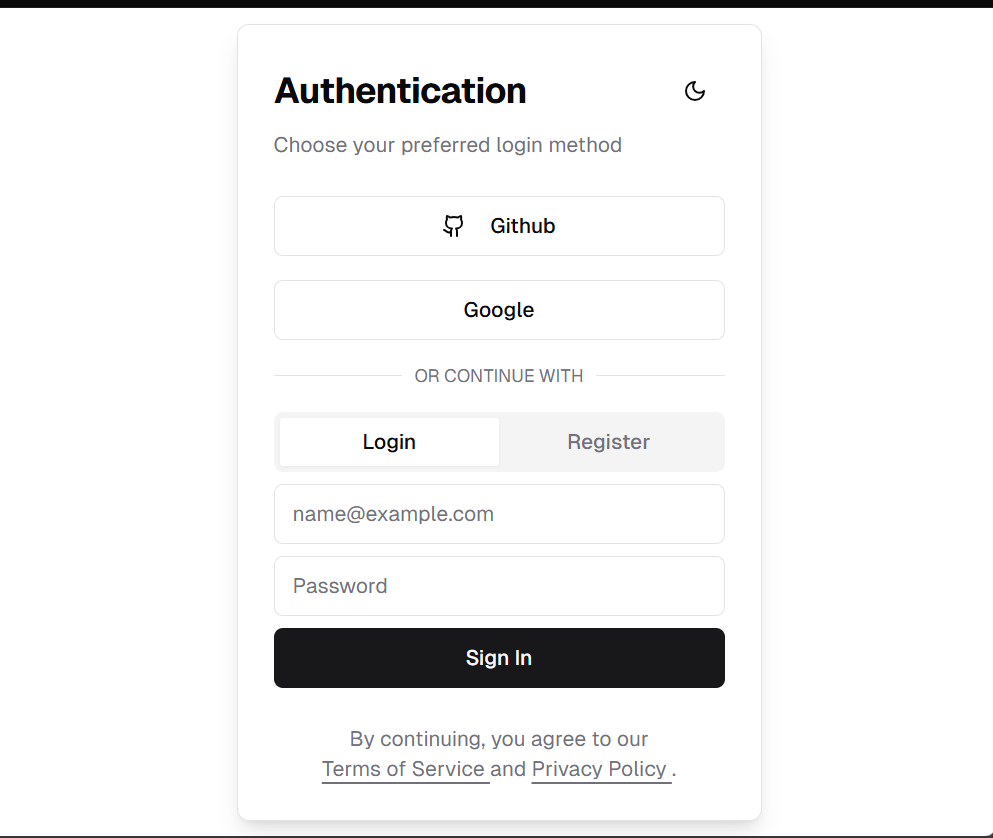 Authentication
Choose your preferred login method
Github
Google
OR CONTINUE WITH
Login
Register
name@example.com
Password
Sign In
By continuing, you agree to our
Terms of Service and Privacy Policy .